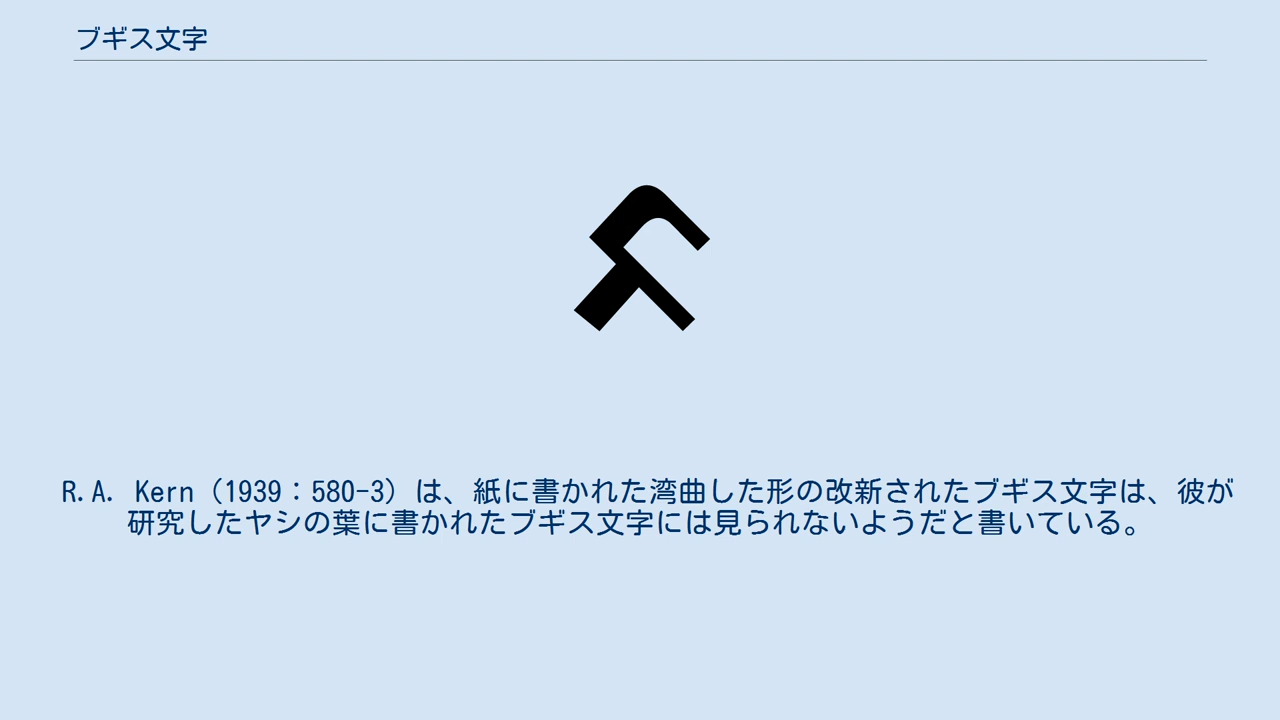 ブギス文字
ᨀ
R.A. Kern（1939：580-3）は、紙に書かれた湾曲した形の改新されたブギス文字は、彼が
研究したヤシの葉に書かれたブギス文字には見られないようだと書いている。